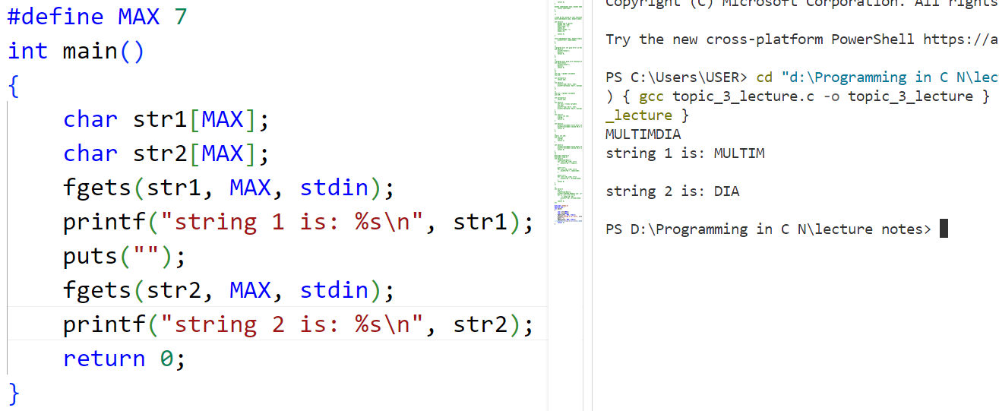 #define MAX 7
int main()
{
char str1[MAX];
char str2[MAX];
fgets(str1, MAX, stdin);
printf("string 1 is: %s\n", str1);
puts("");
fgets(str2, MAX, stdin);
printf("string 2 is: %s\n", str2);
return 0;
}
Copyright (C) Microsoft Corporation. All rights
Try the new cross-platform PowerShell https://a
PS C:\Users\USER> cd "d:\Programming in C N\lec
) { gcc topic_3_lecture.c -o topic_3_lecture }
_lecture }
MULTIMDIA
string 1 is: MULTIM
string 2 is: DIA
PS D:\Programming in C N\lecture notes>